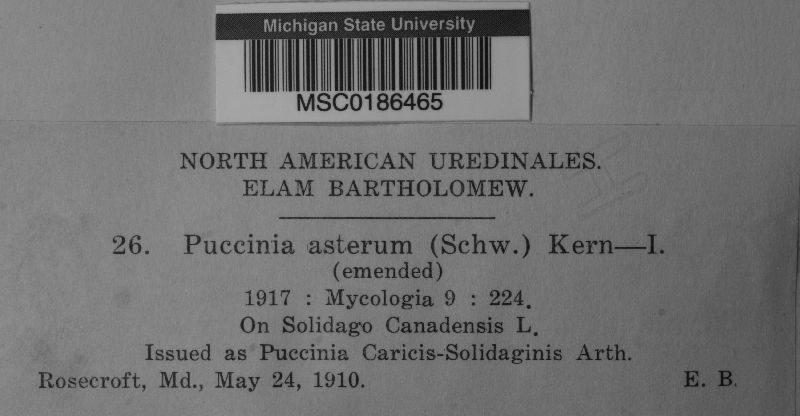 Michigan State University
MSC0186465
NORTH AMERICAN UREDINALES.
ELAM BARTHOLOMEW.
26. Puccinia asterum (Schw.) Kern—I.
(emended)
1917 : Mycologia 9 : 224.
On Solidago Canadensis L.
Issued as Puccinia Caricis-Solidaginis Arth.
Rosecroft, Md., May 24, 1910. E. B.